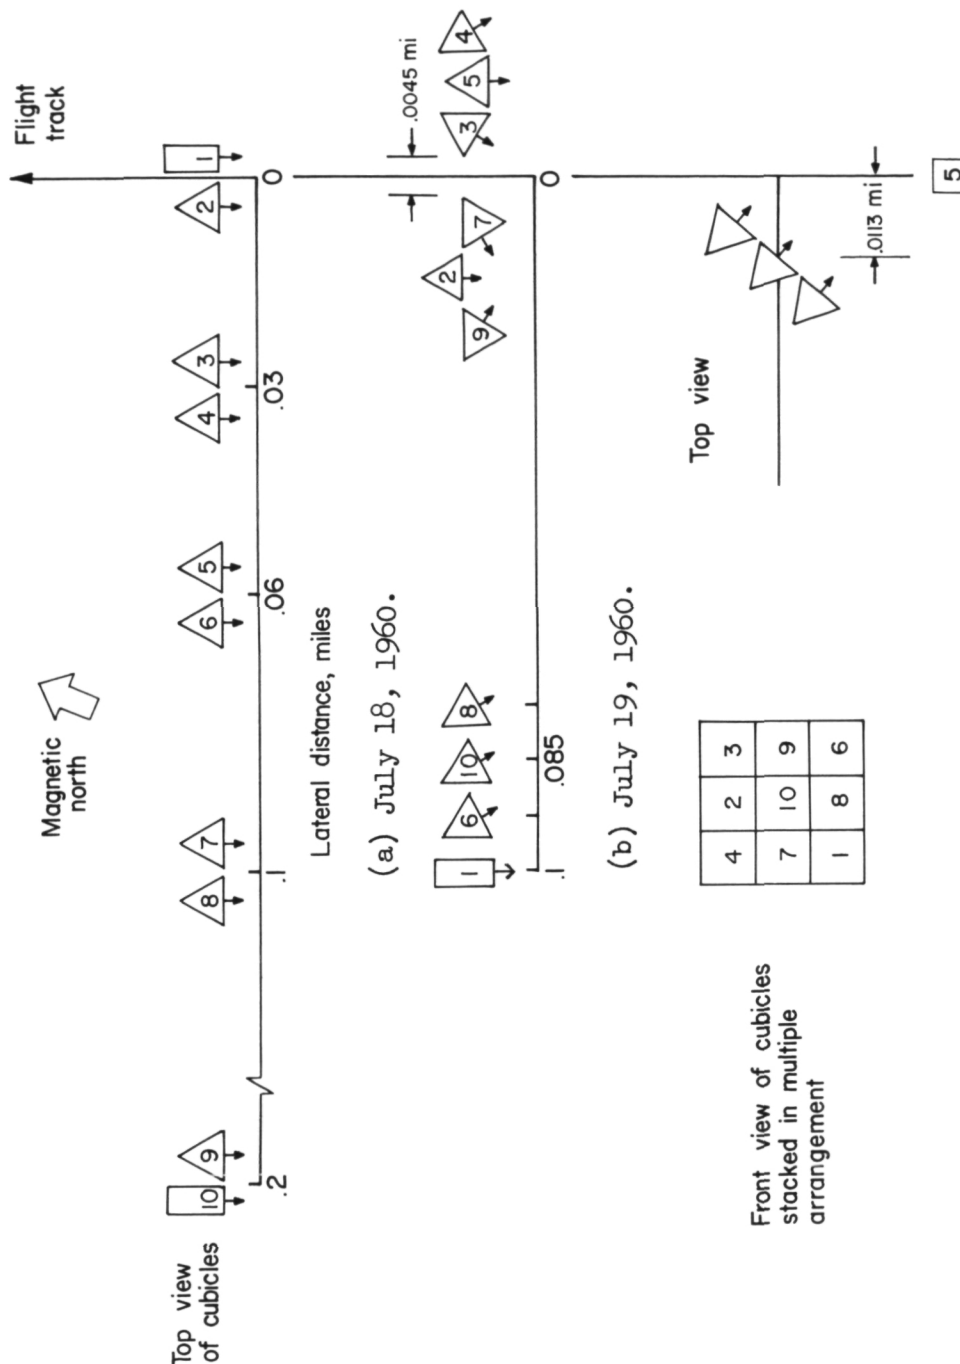 Flight
track
Magnetic
north
Top view
of cubicles
10
9
8
7
6
5
4
3
2
1
.2
.1
.06
.03
0
Lateral distance, miles
(a) July 18, 1960.
1
6
10
8
9
2
7
3
5
4
.0045 mi
.1
.085
0
(b) July 19, 1960.
Front view of cubicles
stacked in multiple
arrangement
4 2 3
7 10 9
1 8 6
Top view
.0113 mi
5